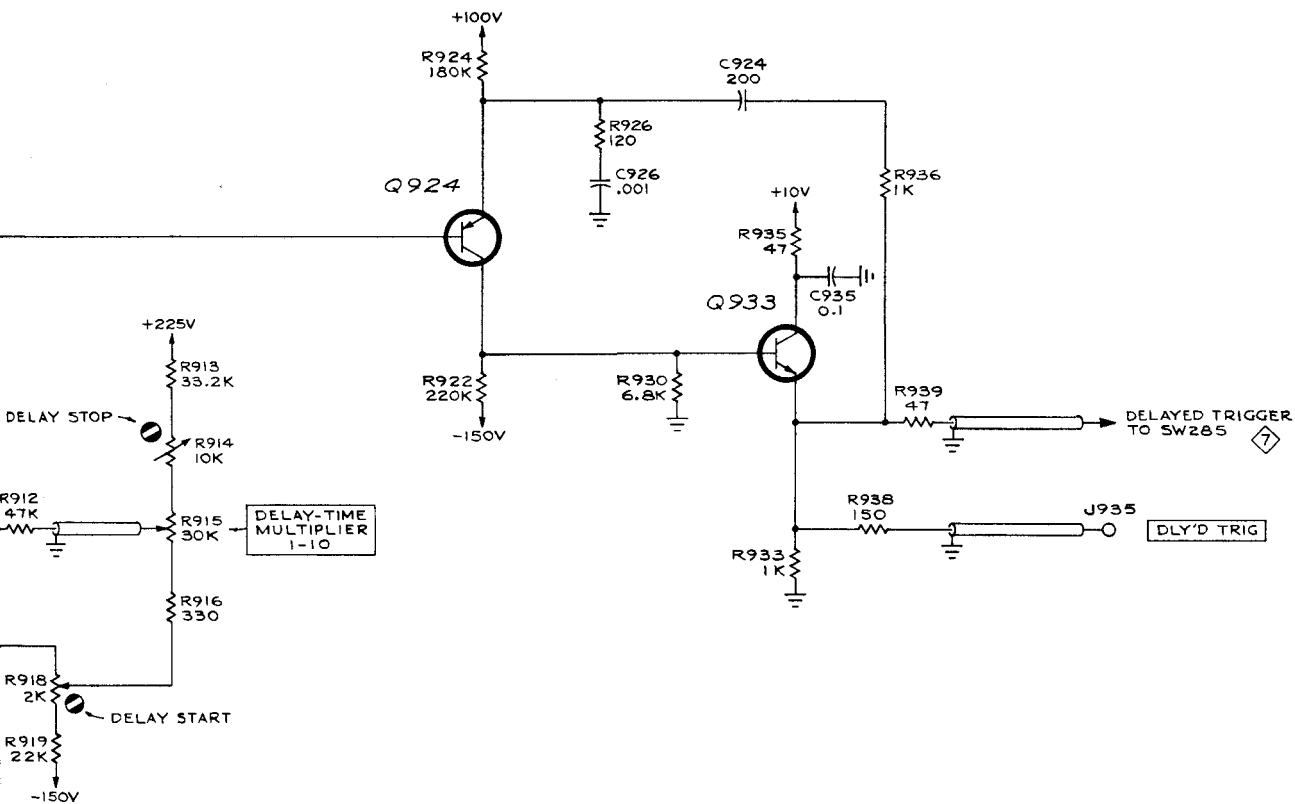 +100V
R924
180K
C924
200
R926
120
C926
.001
Q924
R936
1K
+10V
R935
47
C935
0.1
Q933
+225V
R913
33.2K
R922
220K
-150V
R930
6.8K
R939
47
DELAYED TRIGGER
TO SW285
7
DELAY STOP
R914
10K
R912
47K
R915
30K
DELAY-TIME
MULTIPLIER
1-10
R938
150
J935
DLY'D TRIG
R933
1K
R916
330
R918
2K
DELAY START
R919
22K
-150V